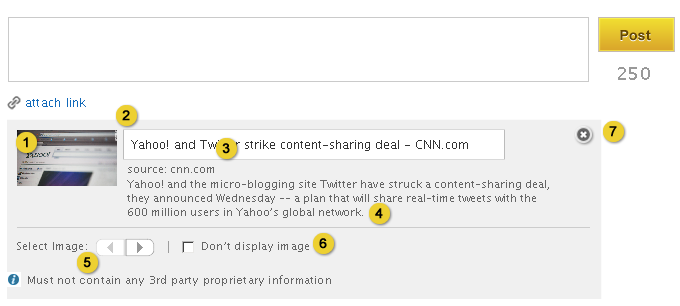 Post
250
attach link
2
7
1
Yahoo! and Twitter strike content-sharing deal - CNN.com
3
source: cnn.com
Yahoo! and the micro-blogging site Twitter have struck a content-sharing deal,
they announced Wednesday -- a plan that will share real-time tweets with the
600 million users in Yahoo's global network. 4
Select Image: | Don't display image 6
5
Must not contain any 3rd party proprietary information